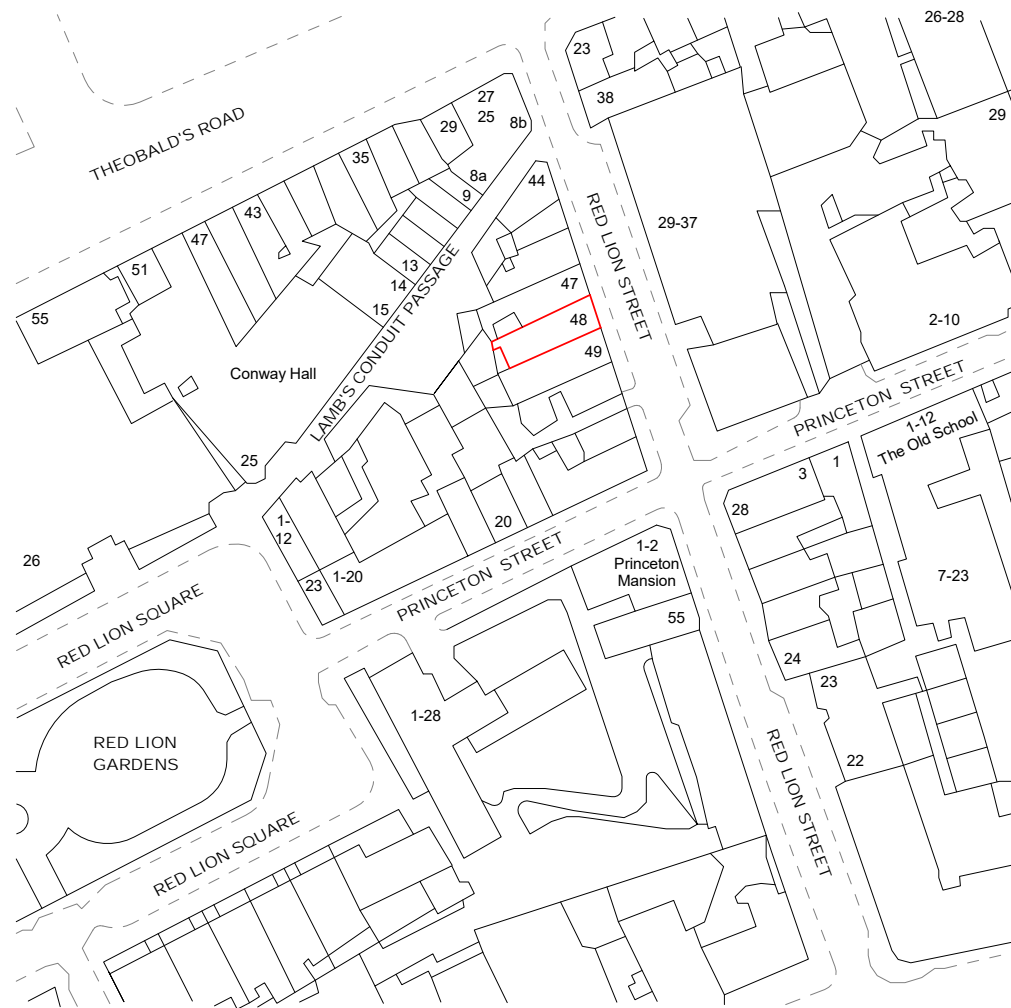 26-28
23
38
29
27
25
8b
29
THEOBALD'S ROAD
35
8a
9
44
43
47
51
55
RED LION STREET
29-37
13
14
15
LAMB'S CONDUIT PASSAGE
47
48
49
2-10
Conway Hall
PRINCETON STREET
1-12
The Old School
25
3
1
28
1-
12
20
26
23
1-20
PRINCETON STREET
1-2
Princeton
Mansion
7-23
RED LION SQUARE
55
24
23
1-28
RED LION
GARDENS
22
RED LION STREET
RED LION SQUARE